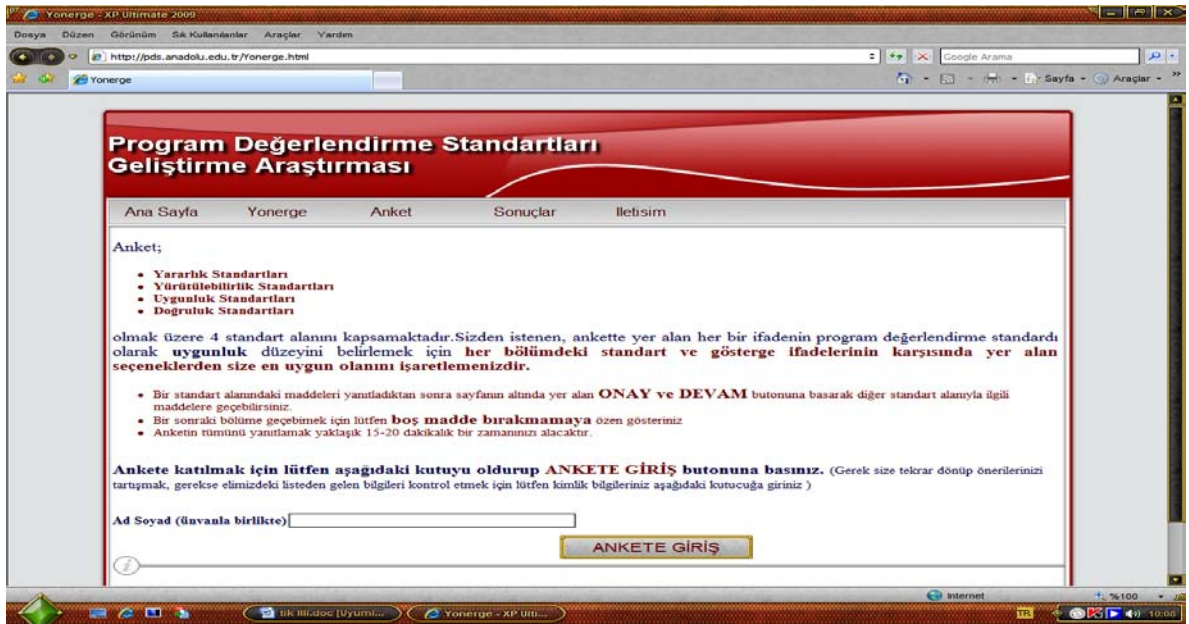 Yonerge - XP Ultimate 2009
Dosya Düzen Görünüm Sık Kullanılanlar Araçlar Yardım
http://pds.anadolu.edu.tr/Yonerge.html Google Arama
Yonerge Sayfa Araçlar
Program Değerlendirme Standartları
Geliştirme Araştırması
Ana Sayfa Yonerge Anket Sonuçlar Iletisim
Anket;
• Yararlık Standartları
• Yürütülebilirlik Standartları
• Uygunluk Standartları
• Doğruluk Standartları
olmak üzere 4 standart alanını kapsamaktadır.Sizden istenen, ankette yer alan her bir ifadenin program değerlendirme standardı
olarak uygunluk düzeyini belirlemek için her bölümdeki standart ve gösterge ifadelerinin karşısında yer alan
seçeneklerden size en uygun olanını işaretlemenizdir.
• Bir standart alanındaki maddeleri yanıtladıktan sonra sayfanın altında yer alan ONAY ve DEVAM butonuna basarak diğer standart alanıyla ilgili
maddelere geçebilirsiniz.
• Bir sonraki bölüme geçebimek için lütfen boş madde bırakmamaya özen gösteriniz
• Anketin tümünü yanıtlamak yaklaşık 15-20 dakikalık bir zamanınızı alacaktır.
Ankete katılmak için lütfen aşağıdaki kutuyu oldurup ANKETE GİRİŞ butonuna basınız. (Gerek size tekrar dönüp önerilerinizi
tartışmak, gerekse elimizdeki listeden gelen bilgileri kontrol etmek için lütfen kimlik bilgileriniz aşağıdaki kutucuğa giriniz )
Ad Soyad (ünvanla birlikte)
ANKETE GİRİŞ
Internet %100
tik IIIi.doc [Uyuml... Yonerge - XP Ulti... TR 10:08